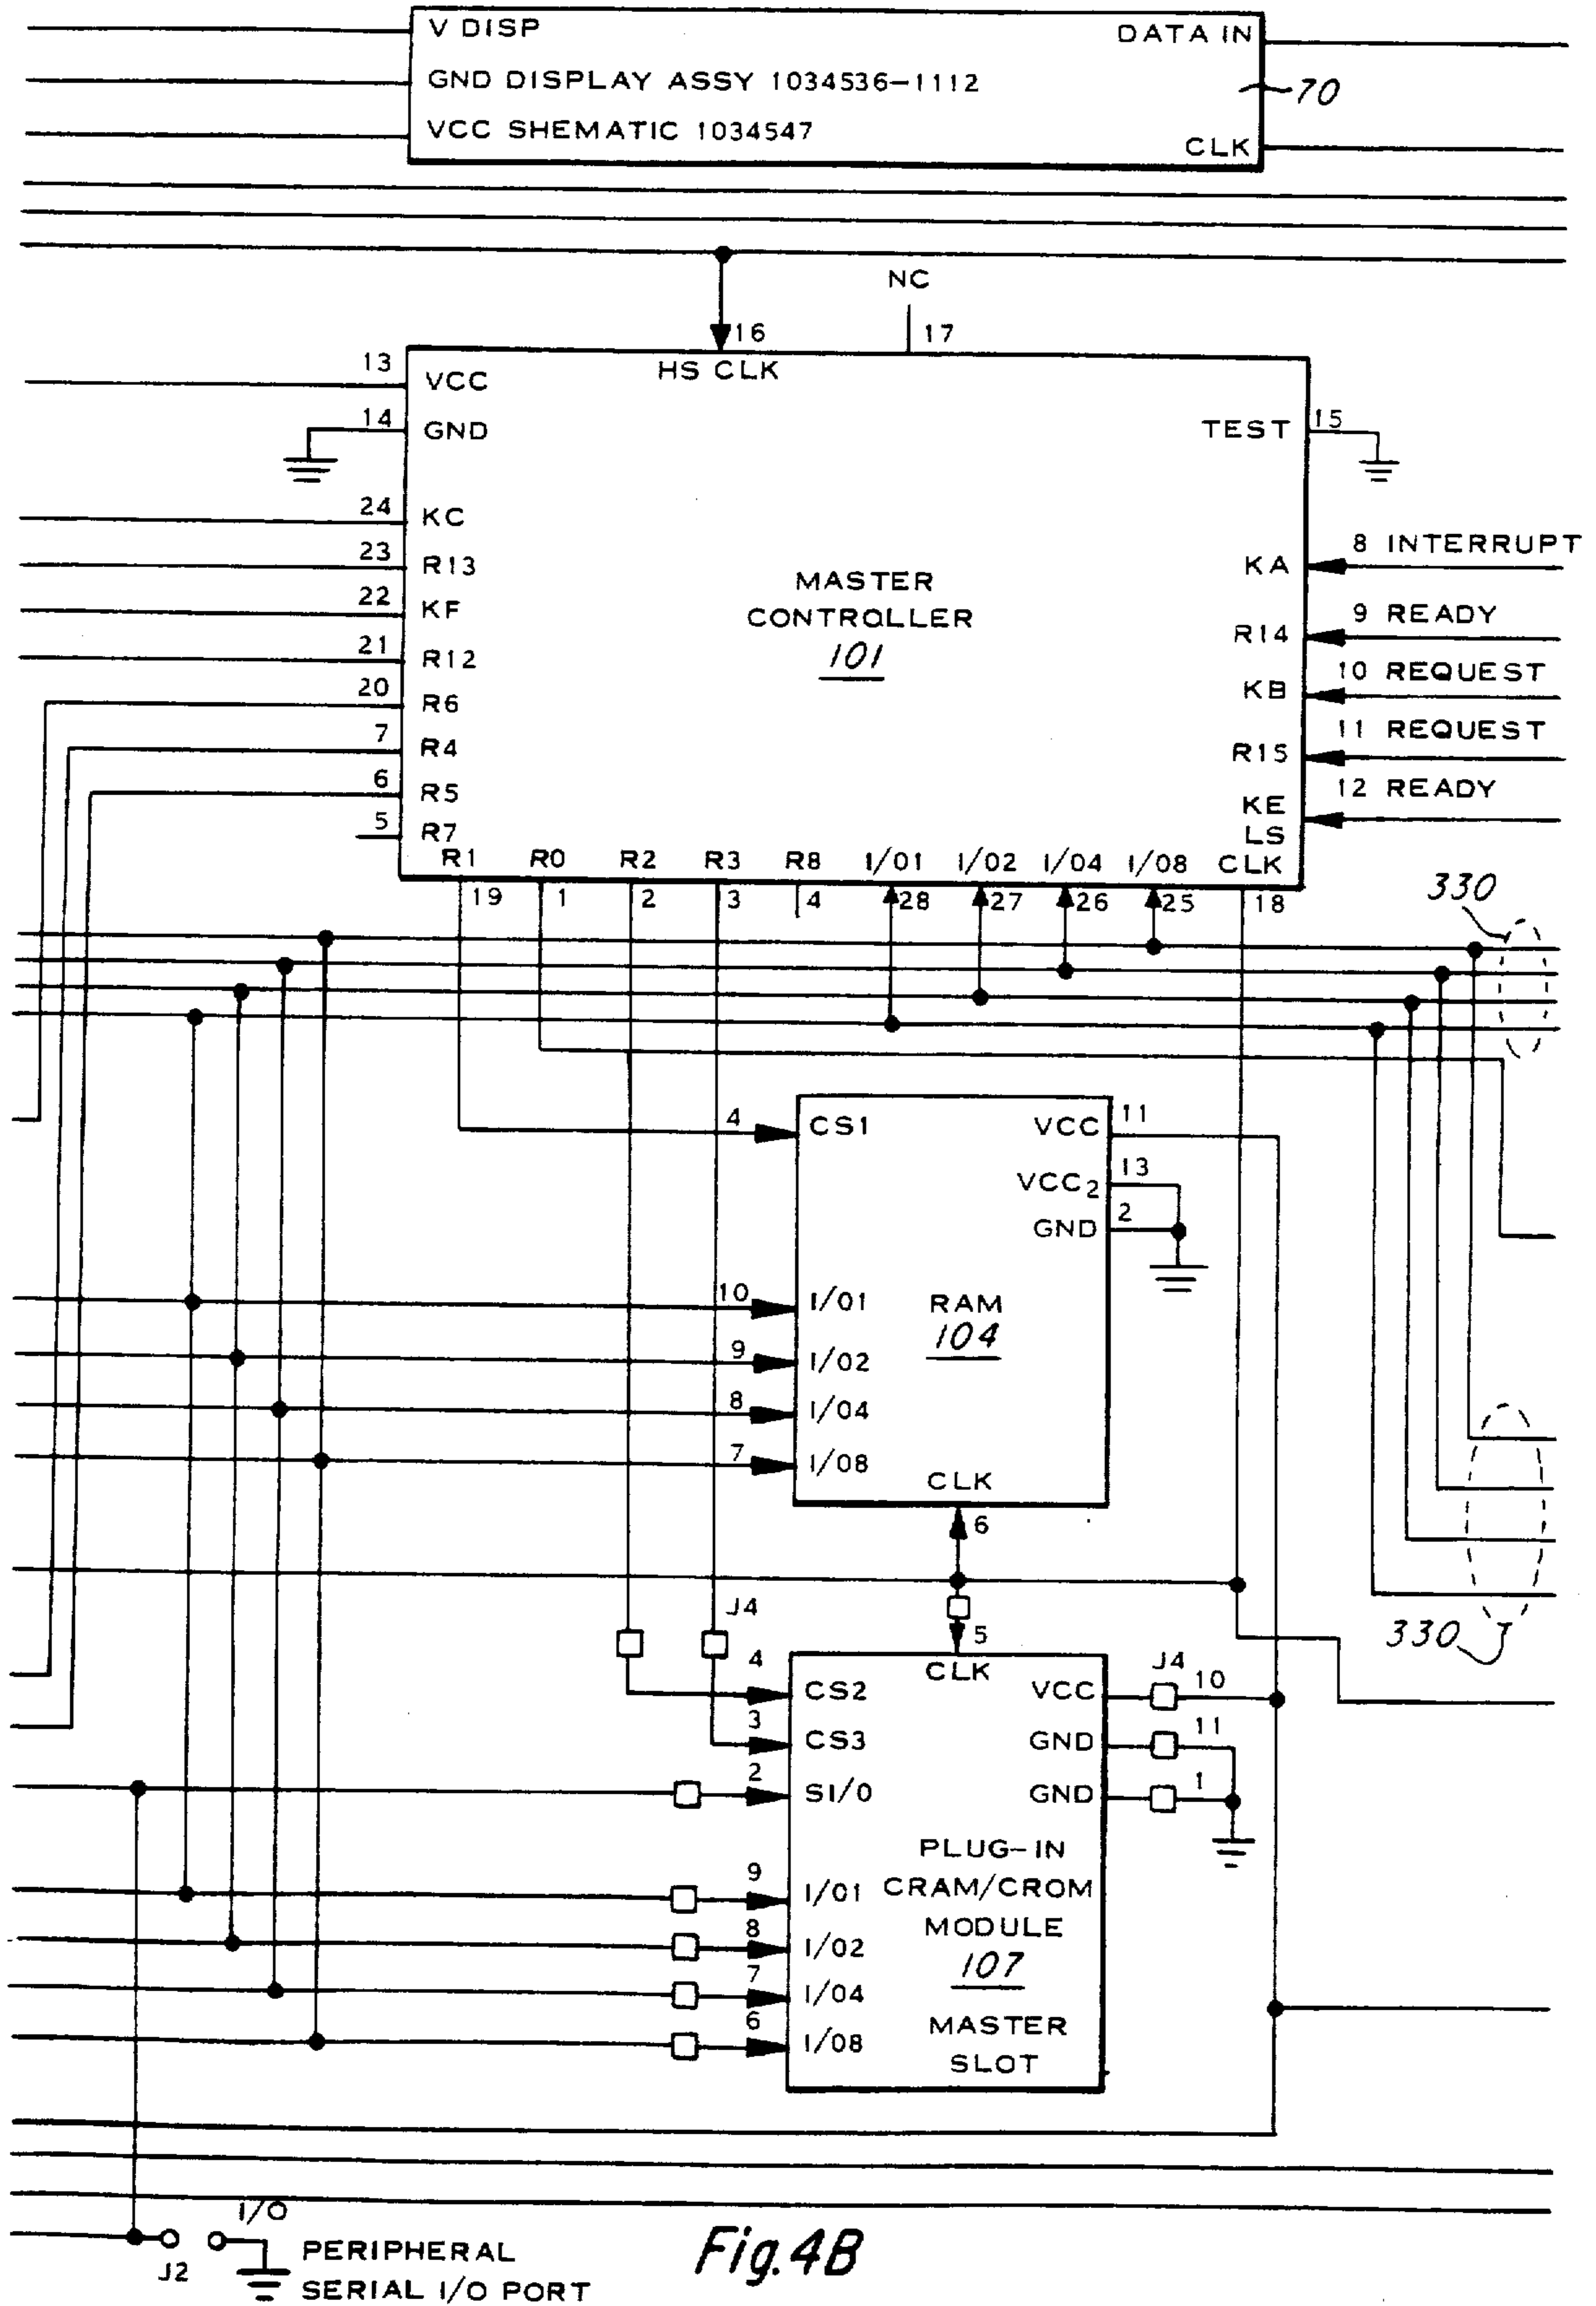 V DISP DATA IN
GND DISPLAY ASSY 1034536-1112
70
VCC SHEMATIC 1034547
CLK
NC
16 17
HS CLK
13 VCC
14 GND
TEST 15
24 KC
23 R13
22 KF
21 R12
20 R6
7 R4
6 R5
5 R7
MASTER
CONTROLLER
101
KA 8 INTERRUPT
R14 9 READY
KB 10 REQUEST
R15 11 REQUEST
KE 12 READY
LS
R1 R0 R2 R3 R8 I/01 I/02 I/04 I/08 CLK
19 1 2 3 4 28 27 26 25 18
330
4 CS1
VCC 11
VCC2 13
GND 2
10 I/01
9 I/02
8 I/04
7 I/08
RAM
104
CLK
6
J4
5
330
CLK
4 CS2
3 CS3
2 SI/0
VCC J4 10
GND 11
GND 1
9 I/01
8 I/02
7 I/04
6 I/08
PLUG-IN
CRAM/CROM
MODULE
107
MASTER
SLOT
I/O
J2
PERIPHERAL
SERIAL I/O PORT
Fig.4B